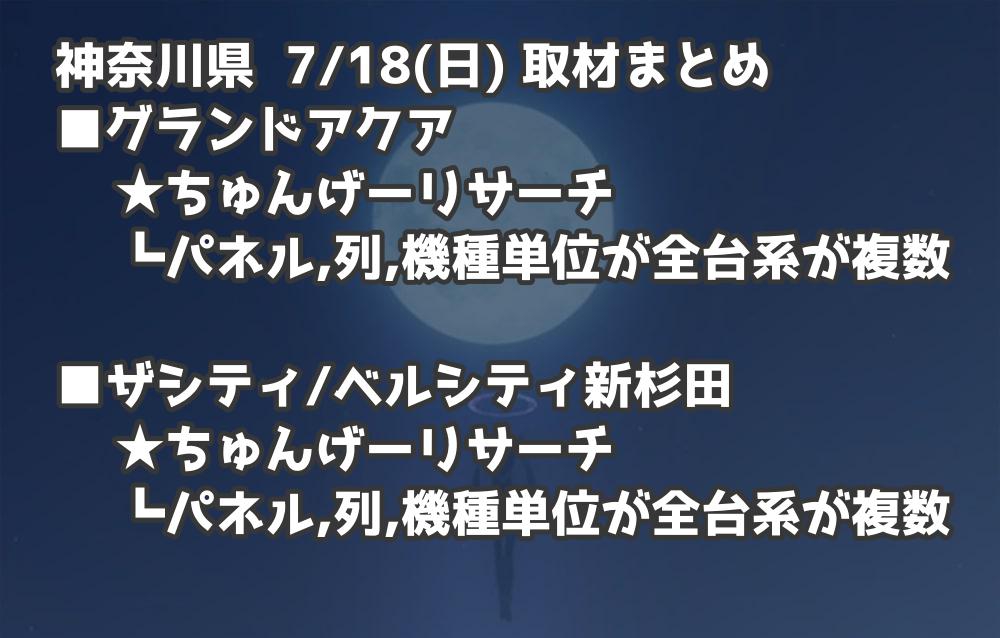 神奈川県 7/18(日) 取材まとめ
■グランドアクア
★ちゅんげーリサーチ
┗パネル,列,機種単位が全台系が複数
■ザシティ/ベルシティ新杉田
★ちゅんげーリサーチ
┗パネル,列,機種単位が全台系が複数